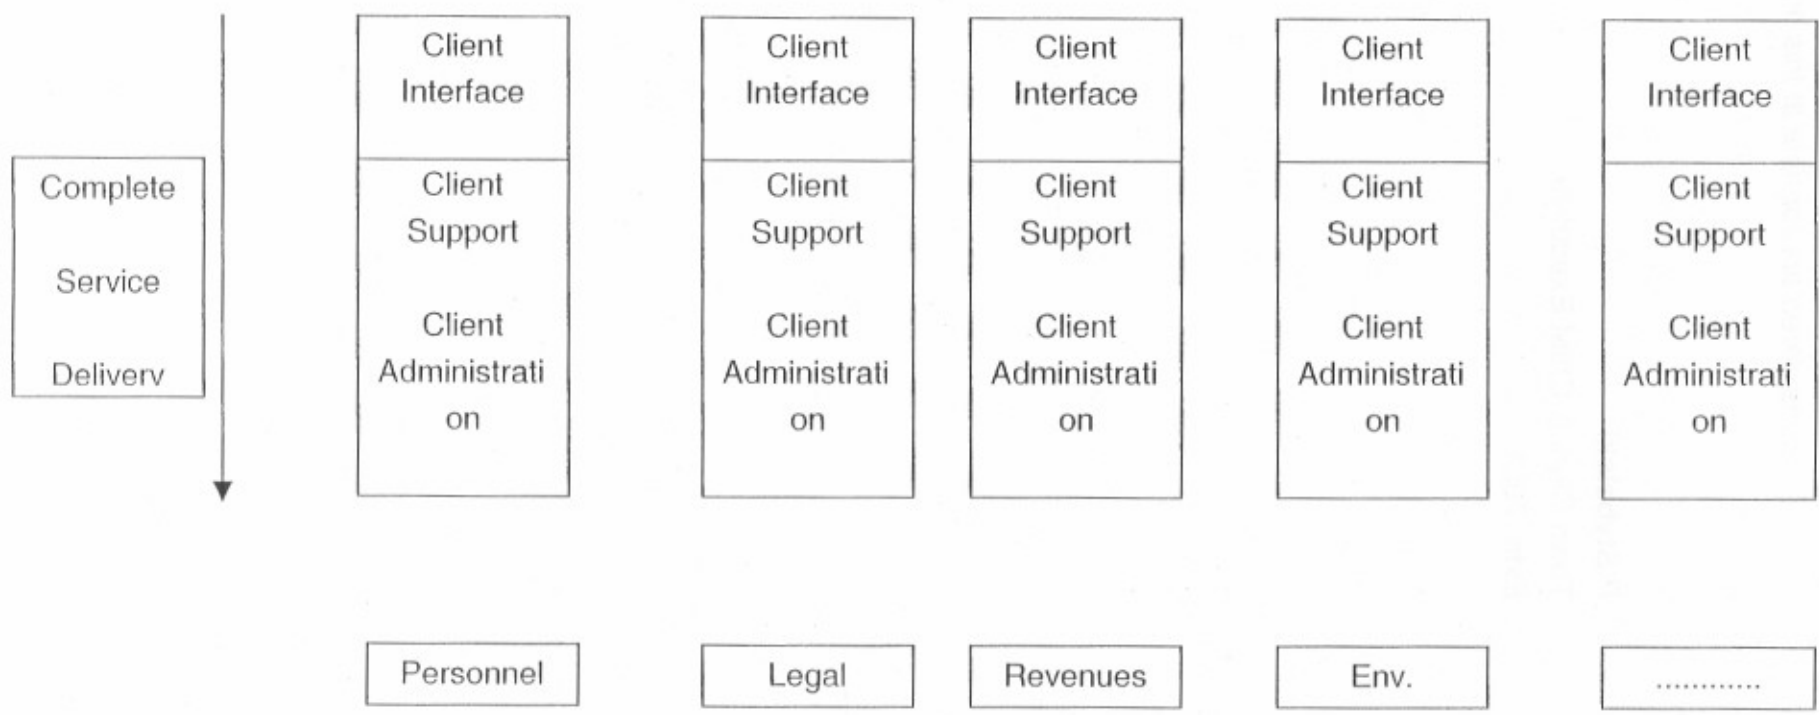 Client
Interface
Client
Interface
Client
Interface
Client
Interface
Client
Interface
Complete
Service
Delivery
Client
Support
Client
Administrati
on
Client
Support
Client
Administrati
on
Client
Support
Client
Administrati
on
Client
Support
Client
Administrati
on
Client
Support
Client
Administrati
on
Personnel
Legal
Revenues
Env.
............